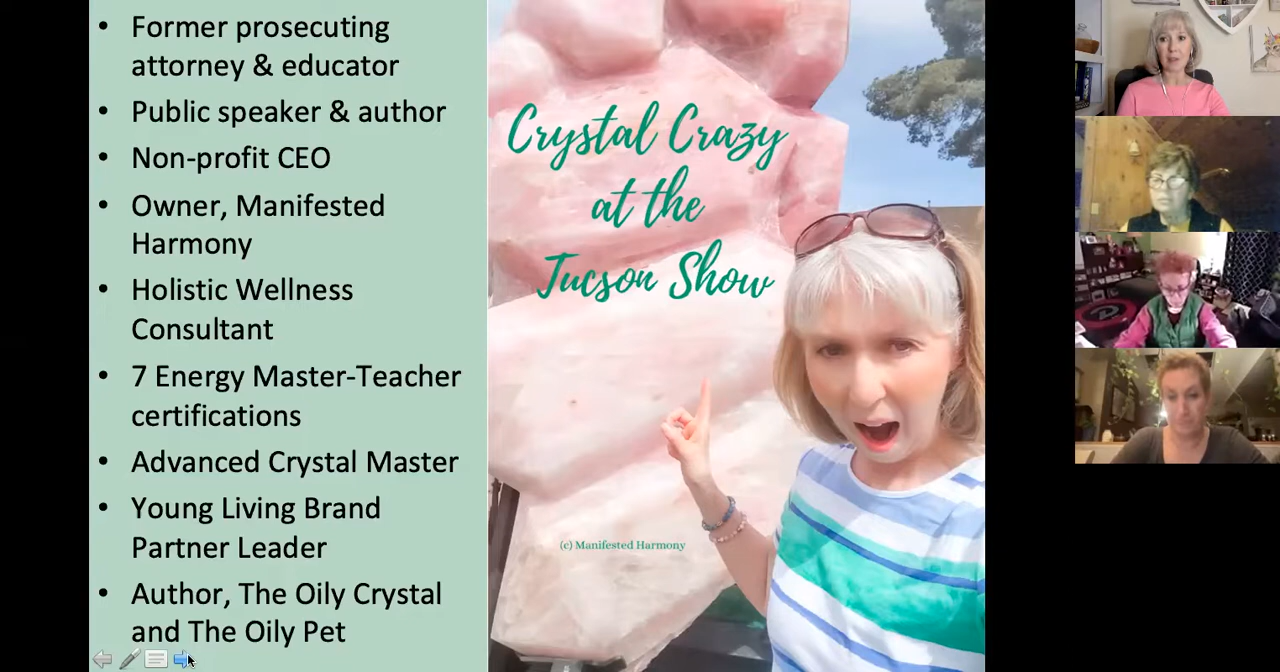 • Former prosecuting
attorney & educator
• Public speaker & author
• Non-profit CEO
• Owner, Manifested
Harmony
• Holistic Wellness
Consultant
• 7 Energy Master-Teacher
certifications
• Advanced Crystal Master
• Young Living Brand
Partner Leader
• Author, The Oily Crystal
and The Oily Pet
Crystal Crazy
at the
Tucson Show
(c) Manifested Harmony